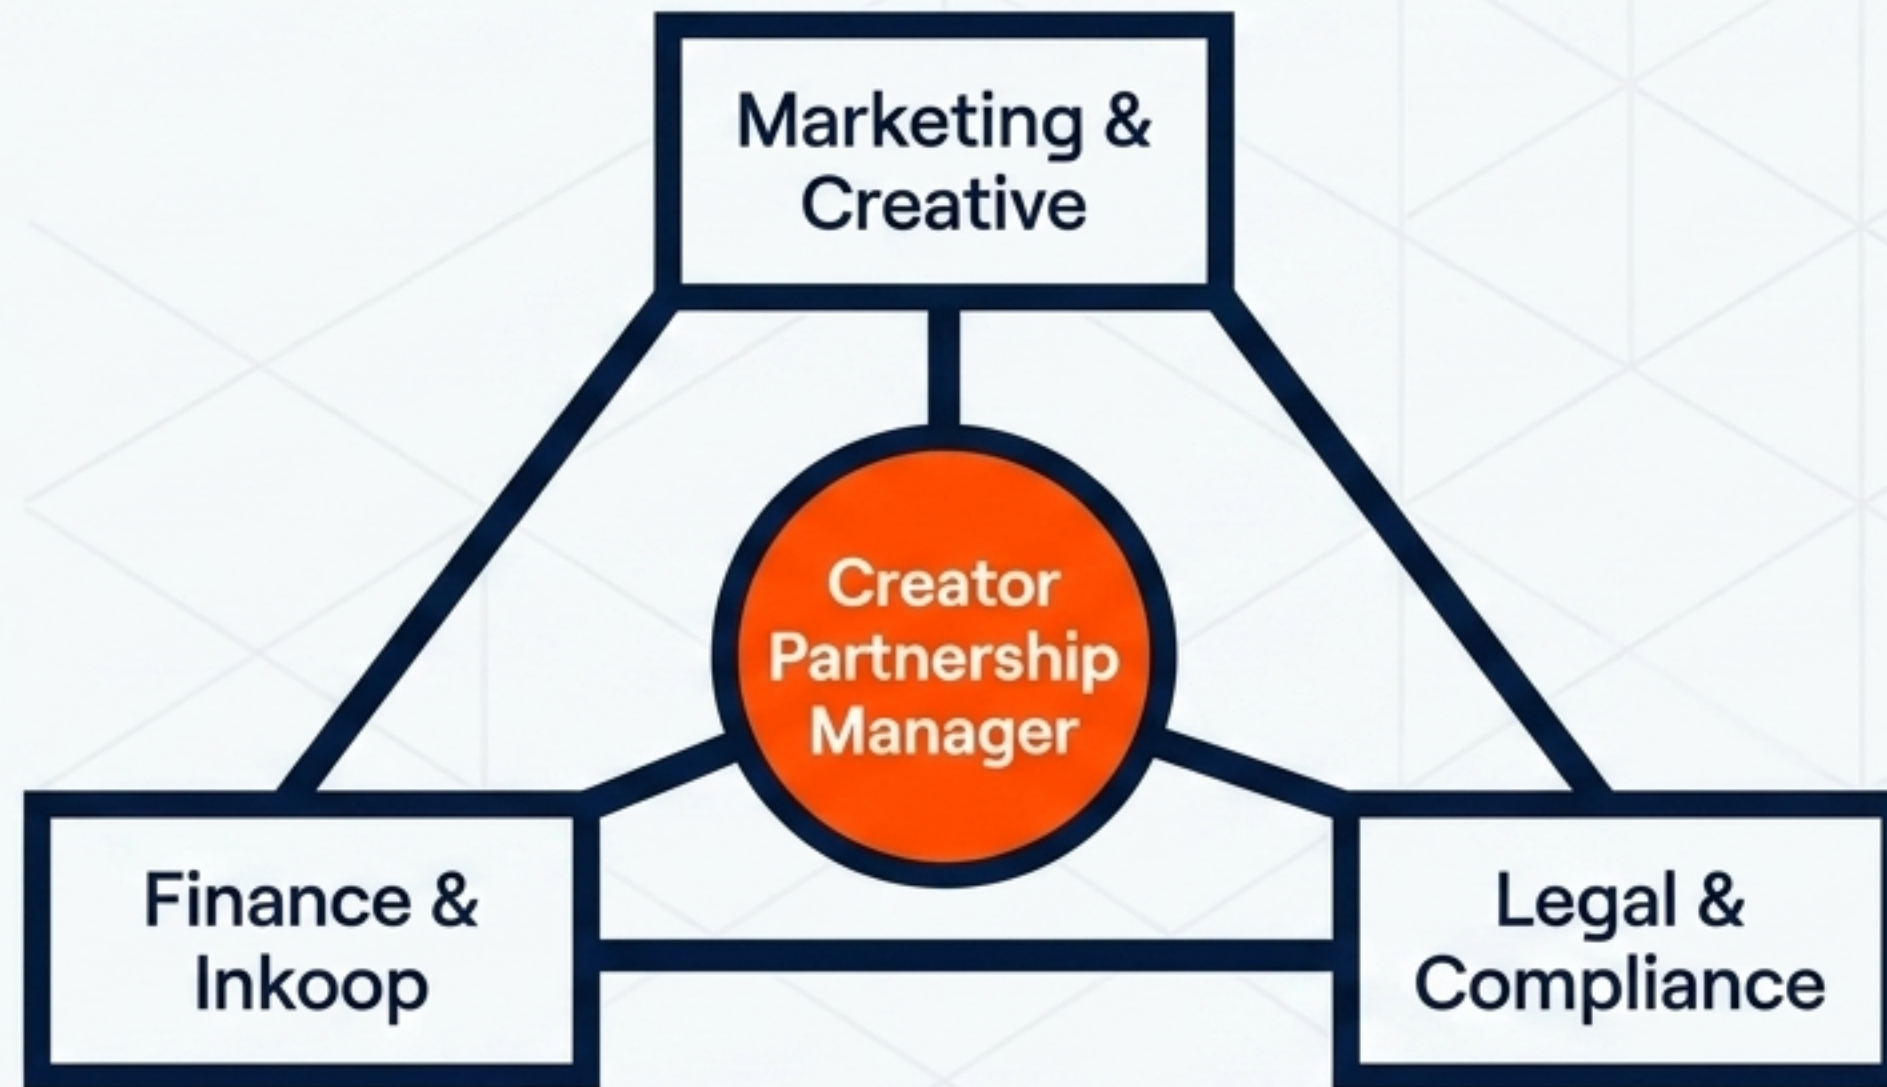 Marketing &
Creative
Creator
Partnership
Manager
Finance &
Inkoop
Legal &
Compliance